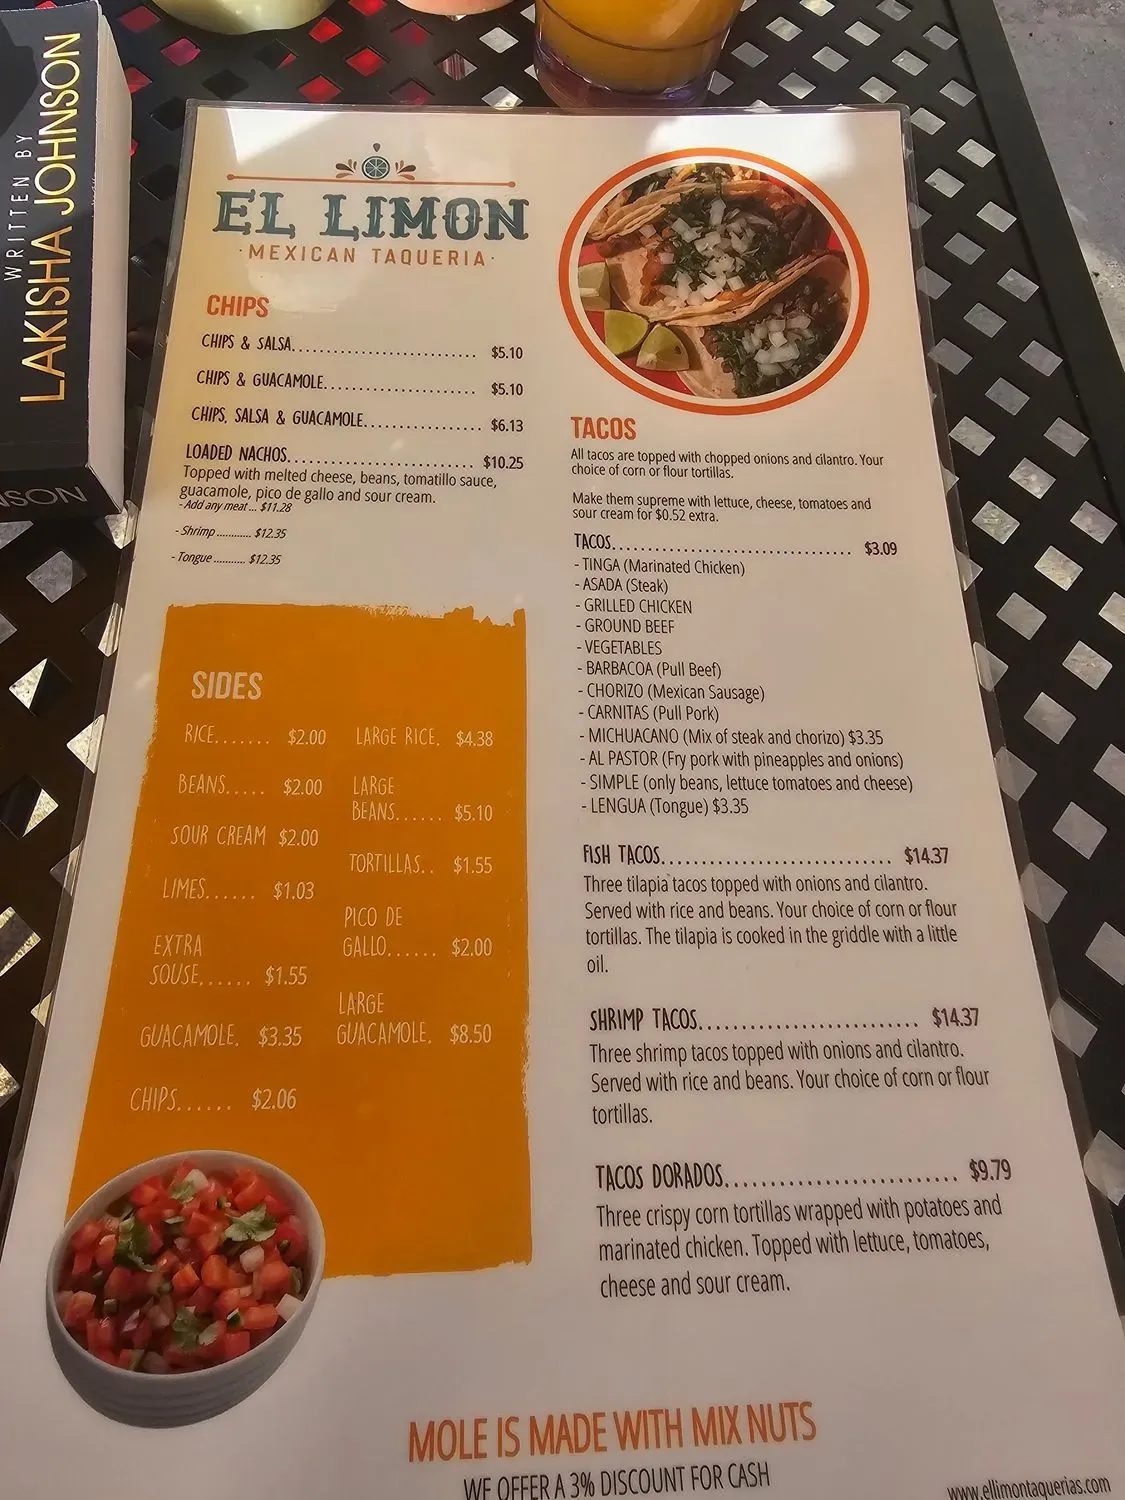 WRITTEN BY
LAKISHA JOHNSON
NSON
EL LIMON
·MEXICAN TAQUERIA·
CHIPS
CHIPS & SALSA............................ $5.10
CHIPS & GUACAMOLE....................... $5.10
CHIPS, SALSA & GUACAMOLE................. $6.13
LOADED NACHOS............................ $10.25
Topped with melted cheese, beans, tomatillo sauce,
guacamole, pico de gallo and sour cream.
- Add any meat ... $11.28
- Shrimp ............ $12.35
- Tongue ........... $12.35
SIDES
RICE....... $2.00
BEANS..... $2.00
SOUR CREAM $2.00
LIMES...... $1.03
EXTRA
SOUSE,...... $1.55
GUACAMOLE. $3.35
CHIPS...... $2.06
LARGE RICE. $4.38
LARGE
BEANS...... $5.10
TORTILLAS.. $1.55
PICO DE
GALLO...... $2.00
LARGE
GUACAMOLE. $8.50
TACOS
All tacos are topped with chopped onions and cilantro. Your
choice of corn or flour tortillas.
Make them supreme with lettuce, cheese, tomatoes and
sour cream for $0.52 extra.
TACOS................................ $3.09
- TINGA (Marinated Chicken)
- ASADA (Steak)
- GRILLED CHICKEN
- GROUND BEEF
- VEGETABLES
- BARBACOA (Pull Beef)
- CHORIZO (Mexican Sausage)
- CARNITAS (Pull Pork)
- MICHUACANO (Mix of steak and chorizo) $3.35
- AL PASTOR (Fry pork with pineapples and onions)
- SIMPLE (only beans, lettuce tomatoes and cheese)
- LENGUA (Tongue) $3.35
FISH TACOS............................ $14.37
Three tilapia tacos topped with onions and cilantro.
Served with rice and beans. Your choice of corn or flour
tortillas. The tilapia is cooked in the griddle with a little
oil.
SHRIMP TACOS.......................... $14.37
Three shrimp tacos topped with onions and cilantro.
Served with rice and beans. Your choice of corn or flour
tortillas.
TACOS DORADOS......................... $9.79
Three crispy corn tortillas wrapped with potatoes and
marinated chicken. Topped with lettuce, tomatoes,
cheese and sour cream.
MOLE IS MADE WITH MIX NUTS
WE OFFER A 3% DISCOUNT FOR CASH
www.ellimontaquerias.com